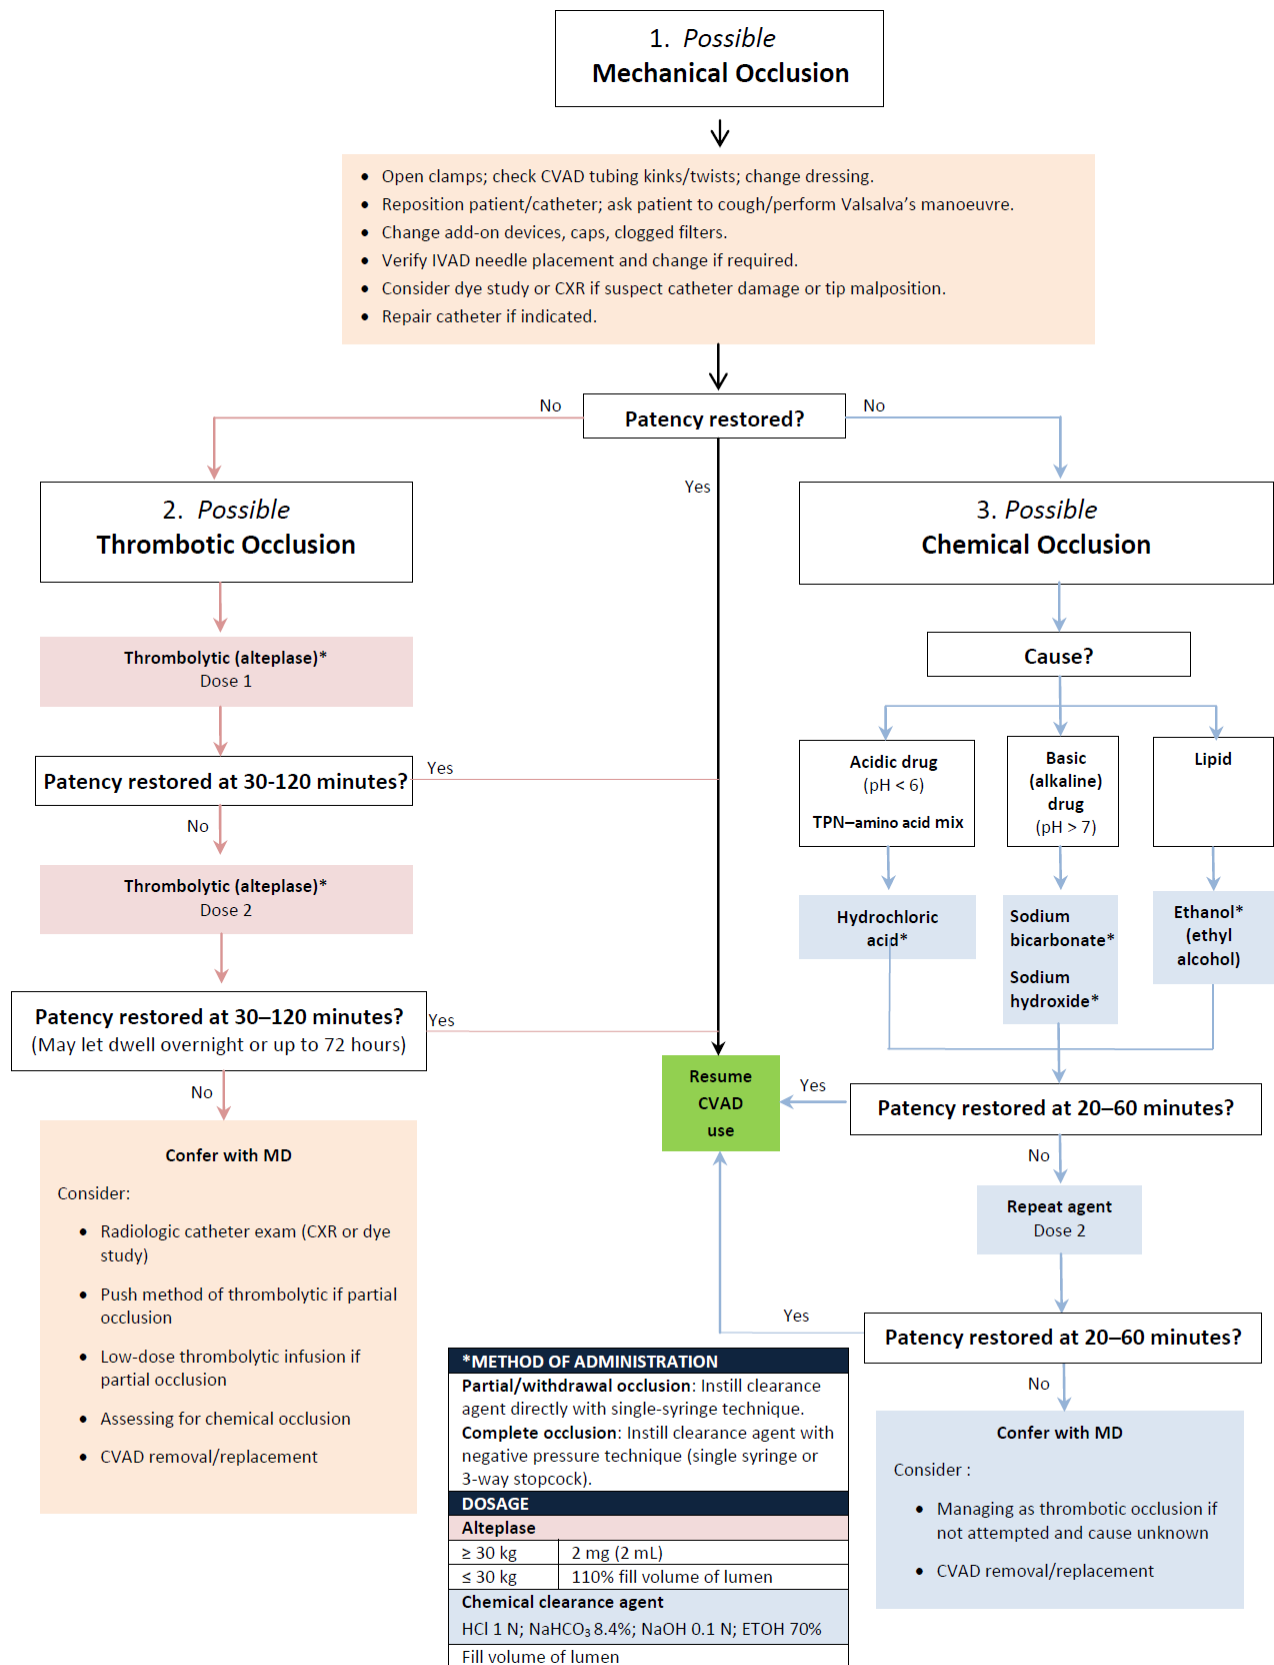 1. Possible
Mechanical Occlusion
• Open clamps; check CVAD tubing kinks/twists; change dressing.
• Reposition patient/catheter; ask patient to cough/perform Valsalva’s manoeuvre.
• Change add-on devices, caps, clogged filters.
• Verify IVAD needle placement and change if required.
• Consider dye study or CXR if suspect catheter damage or tip malposition.
• Repair catheter if indicated.
No
Patency restored?
No
Yes
2. Possible
Thrombotic Occlusion
Thrombolytic (alteplase)*
Dose 1
Patency restored at 30-120 minutes?
Yes
No
Thrombolytic (alteplase)*
Dose 2
Patency restored at 30–120 minutes?
(May let dwell overnight or up to 72 hours)
Yes
No
Confer with MD
Consider:
• Radiologic catheter exam (CXR or dye
study)
• Push method of thrombolytic if partial
occlusion
• Low-dose thrombolytic infusion if
partial occlusion
• Assessing for chemical occlusion
• CVAD removal/replacement
3. Possible
Chemical Occlusion
Cause?
Acidic drug
(pH < 6)
TPN–amino acid mix
Basic
(alkaline)
drug
(pH > 7)
Lipid
Hydrochloric
acid*
Sodium
bicarbonate*
Sodium
hydroxide*
Ethanol*
(ethyl
alcohol)
Resume
CVAD
use
Yes
Patency restored at 20–60 minutes?
No
Repeat agent
Dose 2
Yes
Patency restored at 20–60 minutes?
No
Confer with MD
Consider :
• Managing as thrombotic occlusion if
not attempted and cause unknown
• CVAD removal/replacement
*METHOD OF ADMINISTRATION
Partial/withdrawal occlusion: Instill clearance
agent directly with single-syringe technique.
Complete occlusion: Instill clearance agent with
negative pressure technique (single syringe or
3-way stopcock).
DOSAGE
Alteplase
≥ 30 kg 2 mg (2 mL)
≤ 30 kg 110% fill volume of lumen
Chemical clearance agent
HCl 1 N; NaHCO₃ 8.4%; NaOH 0.1 N; ETOH 70%
Fill volume of lumen